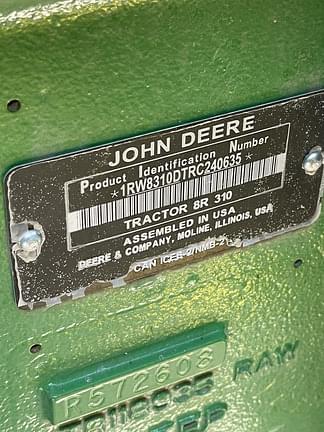 JOHN DEERE
Product Identification Number
*1RW8310DTRC240635*
TRACTOR 8R 310
ASSEMBLED IN USA
DEERE & COMPANY, MOLINE, ILLINOIS, USA
CAN ICES-2/NMB-2
R572608
RAW